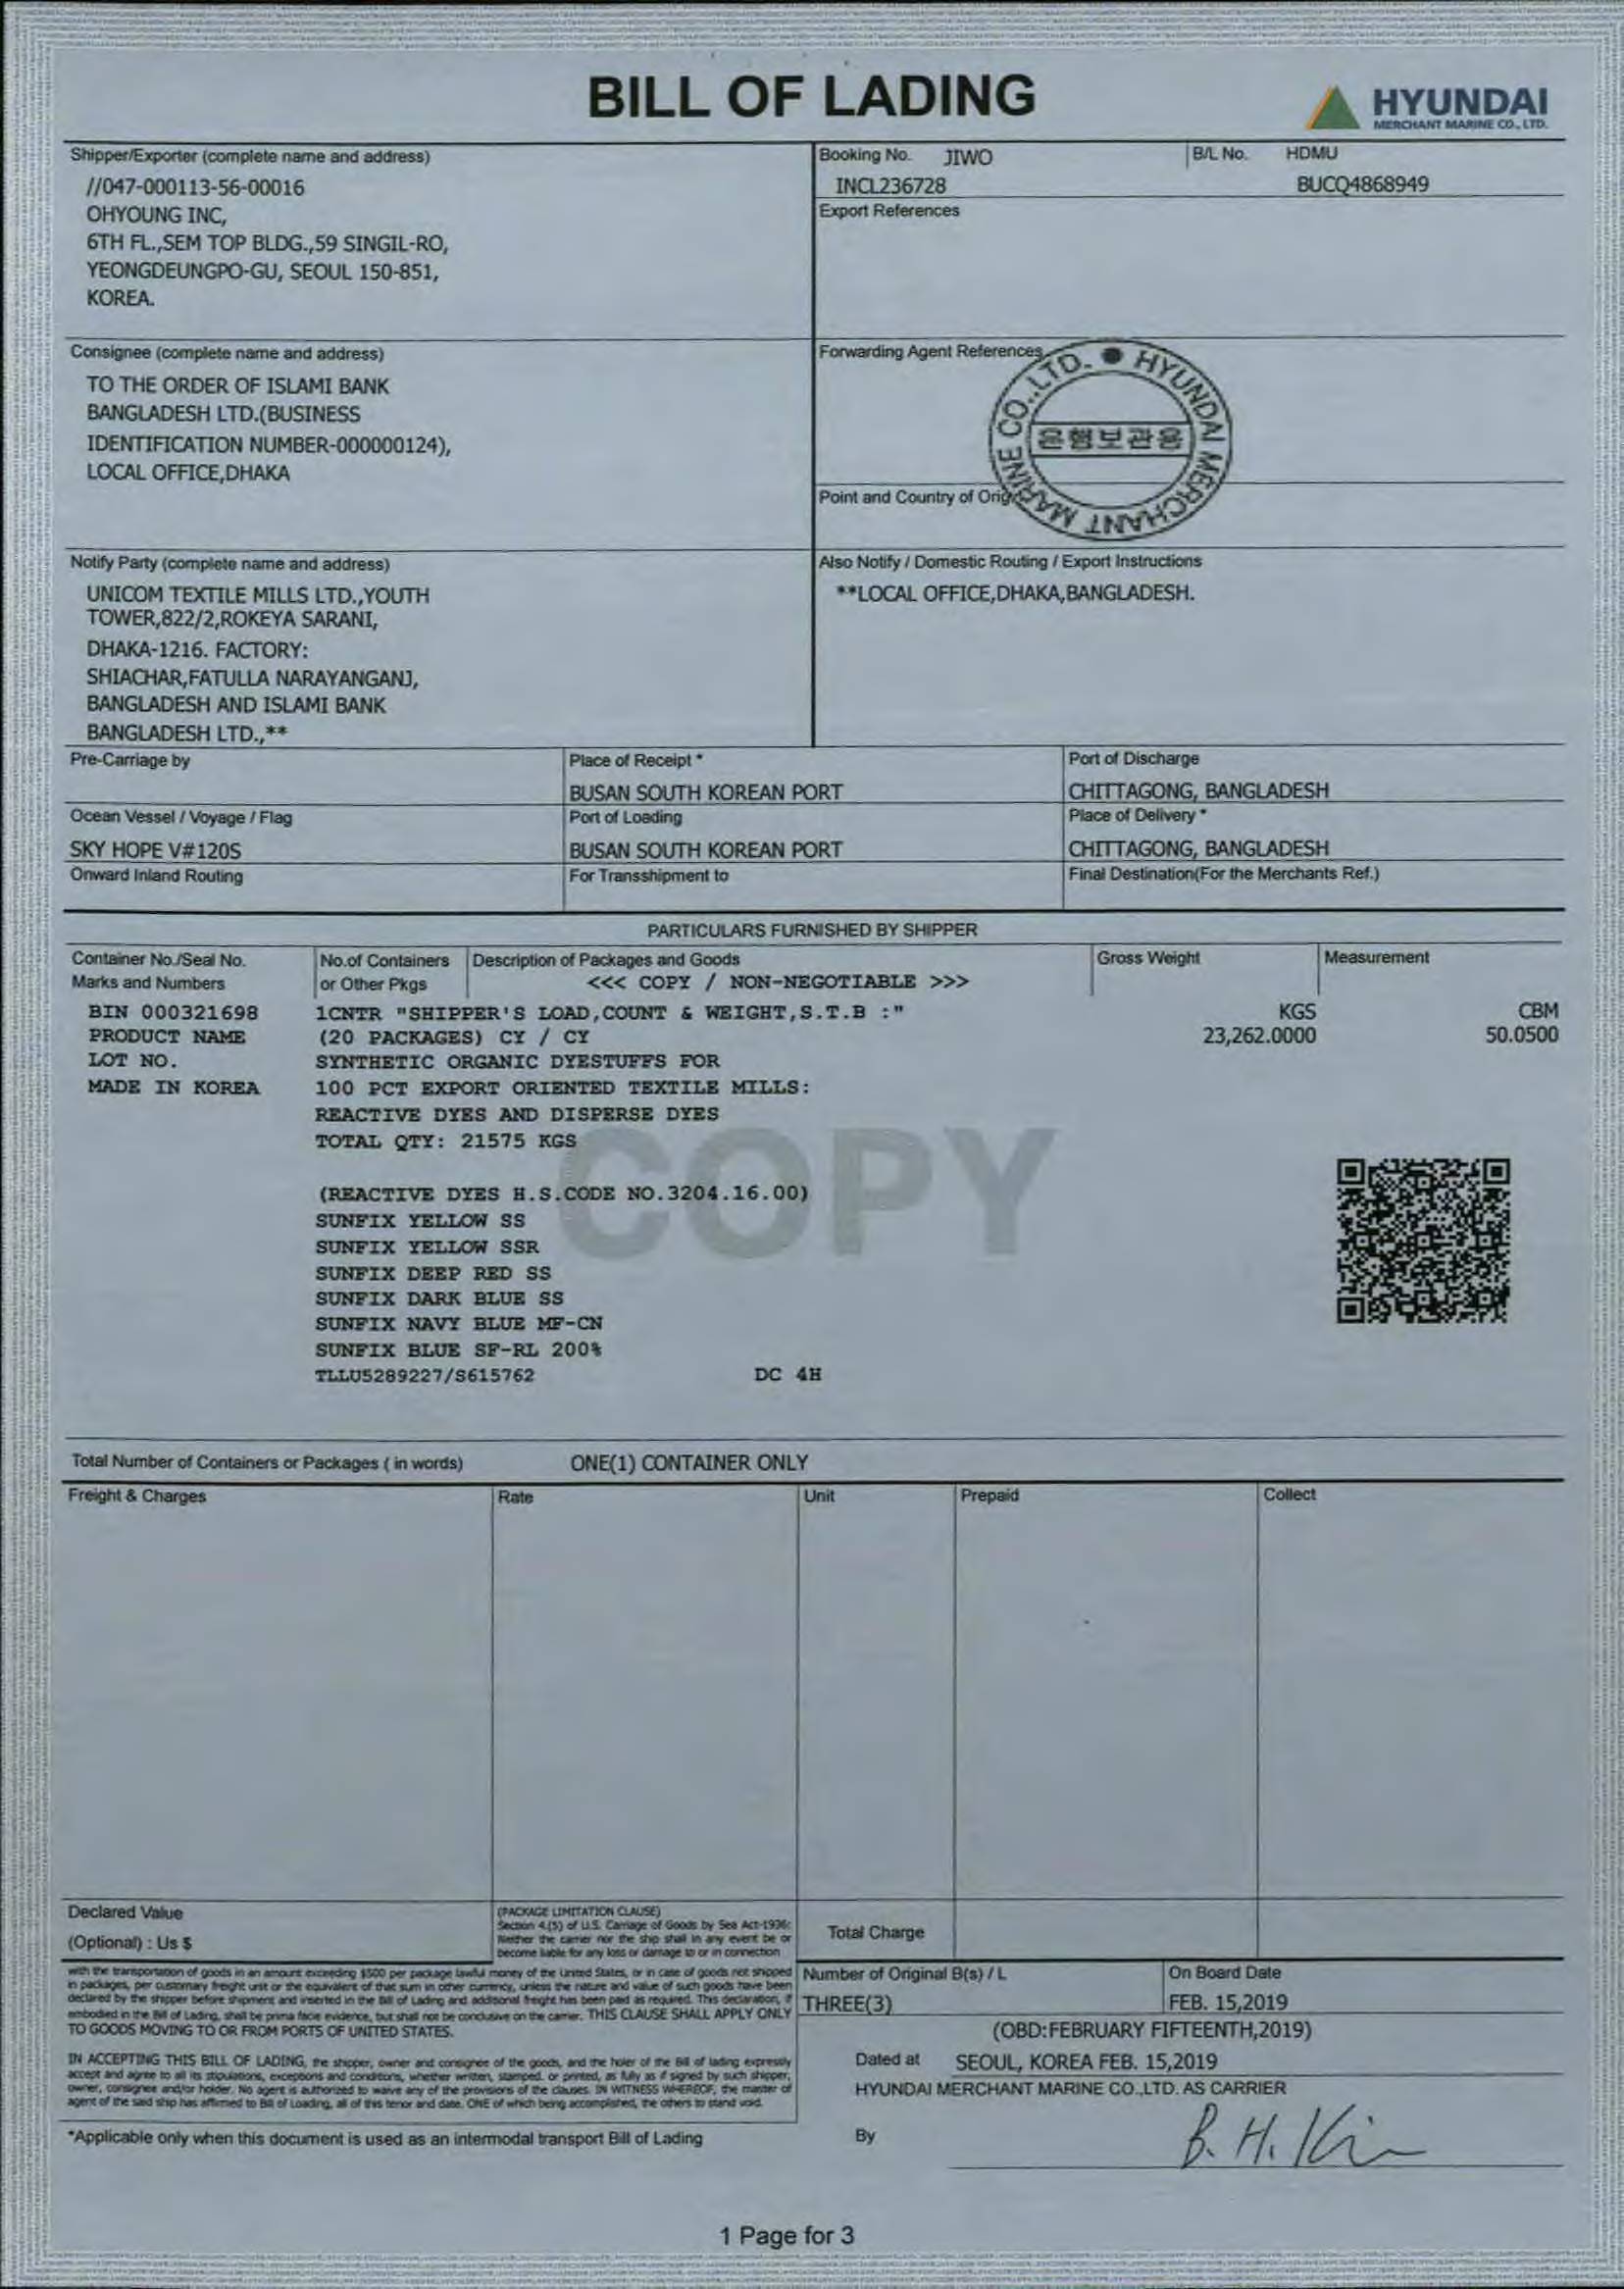 BILL OF LADING
HYUNDAI
MERCHANT MARINE CO., LTD.
Shipper/Exporter (complete name and address)
//047-000113-56-00016
OHYOUNG INC,
6TH FL.,SEM TOP BLDG.,59 SINGIL-RO,
YEONGDEUNGPO-GU, SEOUL 150-851,
KOREA.
Booking No. JIWO
INCL236728
B/L No. HDMU
BUCQ4868949
Export References
Consignee (complete name and address)
TO THE ORDER OF ISLAMI BANK
BANGLADESH LTD.(BUSINESS
IDENTIFICATION NUMBER-000000124),
LOCAL OFFICE,DHAKA
Forwarding Agent References
HYUNDAI MERCHANT MARINE CO.,LTD.
은행보관용
Point and Country of Orig
Notify Party (complete name and address)
UNICOM TEXTILE MILLS LTD.,YOUTH
TOWER,822/2,ROKEYA SARANI,
DHAKA-1216. FACTORY:
SHIACHAR,FATULLA NARAYANGANJ,
BANGLADESH AND ISLAMI BANK
BANGLADESH LTD.,**
Also Notify / Domestic Routing / Export Instructions
**LOCAL OFFICE,DHAKA,BANGLADESH.
Pre-Carriage by
Place of Receipt *
BUSAN SOUTH KOREAN PORT
Port of Discharge
CHITTAGONG, BANGLADESH
Ocean Vessel / Voyage / Flag
SKY HOPE V#120S
Port of Loading
BUSAN SOUTH KOREAN PORT
Place of Delivery *
CHITTAGONG, BANGLADESH
Onward Inland Routing
For Transshipment to
Final Destination(For the Merchants Ref.)
PARTICULARS FURNISHED BY SHIPPER
Container No./Seal No.
Marks and Numbers
No.of Containers
or Other Pkgs
Description of Packages and Goods
<<< COPY / NON-NEGOTIABLE >>>
Gross Weight
Measurement
BIN 000321698
PRODUCT NAME
LOT NO.
MADE IN KOREA
1CNTR "SHIPPER'S LOAD,COUNT & WEIGHT,S.T.B :"
(20 PACKAGES) CY / CY
SYNTHETIC ORGANIC DYESTUFFS FOR
100 PCT EXPORT ORIENTED TEXTILE MILLS:
REACTIVE DYES AND DISPERSE DYES
TOTAL QTY: 21575 KGS
KGS
23,262.0000
CBM
50.0500
COPY
(REACTIVE DYES H.S.CODE NO.3204.16.00)
SUNFIX YELLOW SS
SUNFIX YELLOW SSR
SUNFIX DEEP RED SS
SUNFIX DARK BLUE SS
SUNFIX NAVY BLUE MF-CN
SUNFIX BLUE SF-RL 200%
TLLU5289227/S615762 DC 4H
Total Number of Containers or Packages ( in words) ONE(1) CONTAINER ONLY
Freight & Charges
Rate
Unit
Prepaid
Collect
Declared Value
(Optional) : Us $
(PACKAGE LIMITATION CLAUSE)
Section 4.(5) of U.S. Carriage of Goods by Sea Act-1936:
Neither the carrier nor the ship shall in any event be or
become liable for any loss or damage to or in connection
with the transportation of goods in an amount exceeding $500 per package lawful money of the United States, or in case of goods not shipped
in packages, per customary freight unit or the equivalent of that sum in other currency, unless the nature and value of such goods have been
declared by the shipper before shipment and inserted in the Bill of Lading and additional freight has been paid as required. This declaration, if
embodied in the Bill of Lading, shall be prima facie evidence, but shall not be conclusive on the carrier. THIS CLAUSE SHALL APPLY ONLY
TO GOODS MOVING TO OR FROM PORTS OF UNITED STATES.
Total Charge
Number of Original B(s) / L
THREE(3)
On Board Date
FEB. 15,2019
(OBD:FEBRUARY FIFTEENTH,2019)
IN ACCEPTING THIS BILL OF LADING, the shipper, owner and consignee of the goods, and the holer of the Bill of lading expressly
accept and agree to all its stipulations, exceptions and conditions, whether written, stamped, or printed, as fully as if signed by such shipper,
owner, consignee and/or holder. No agent is authorized to waive any of the provisions of the clauses. IN WITNESS WHEREOF, the master of
agent of the said ship has affirmed to Bill of Loading, all of this tenor and date. ONE of which being accomplished, the others to stand void.
Dated at SEOUL, KOREA FEB. 15,2019
HYUNDAI MERCHANT MARINE CO.,LTD. AS CARRIER
*Applicable only when this document is used as an intermodal transport Bill of Lading
By B. H. Kim
1 Page for 3